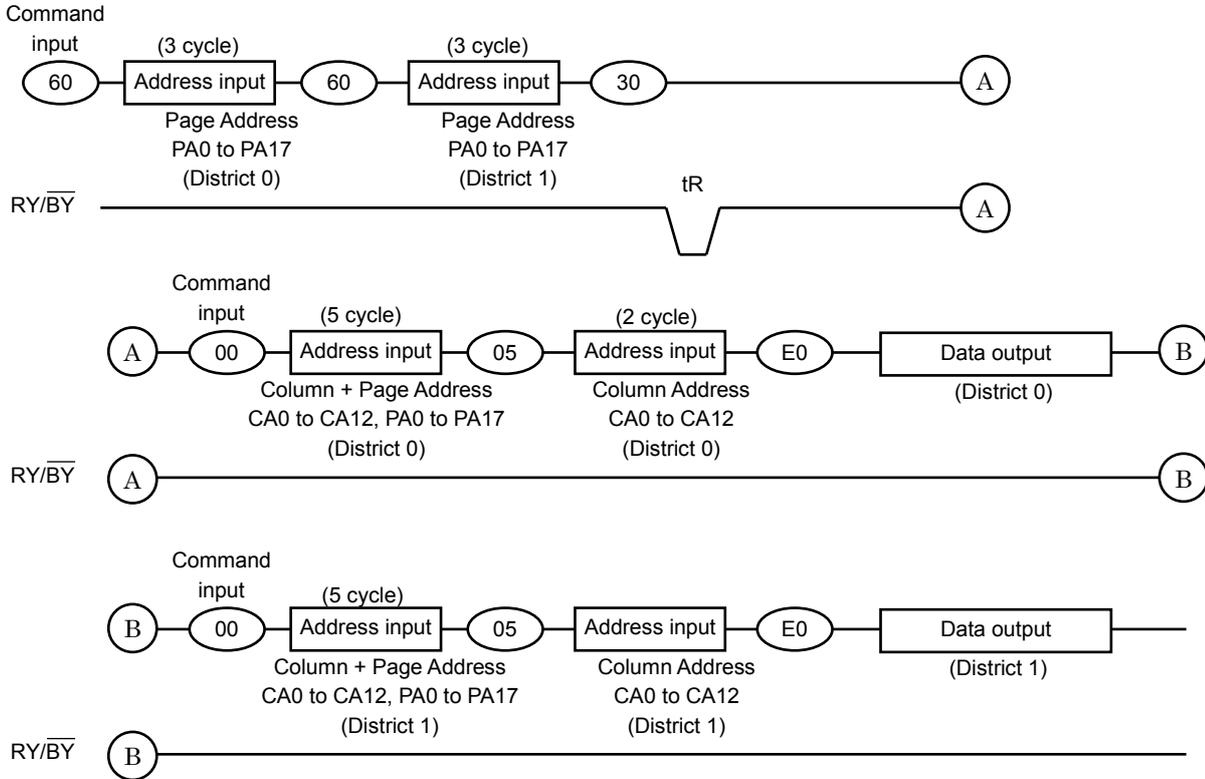 Command
input
(3 cycle) (3 cycle)
60 Address input 60 Address input 30 A
Page Address Page Address
PA0 to PA17 PA0 to PA17
(District 0) (District 1)
tR
RY/BY A
Command
input
(5 cycle) (2 cycle)
A 00 Address input 05 Address input E0 Data output B
Column + Page Address Column Address (District 0)
CA0 to CA12, PA0 to PA17 CA0 to CA12
(District 0) (District 0)
RY/BY A B
Command
input
(5 cycle)
B 00 Address input 05 Address input E0 Data output
Column + Page Address Column Address (District 1)
CA0 to CA12, PA0 to PA17 CA0 to CA12
(District 1) (District 1)
RY/BY B